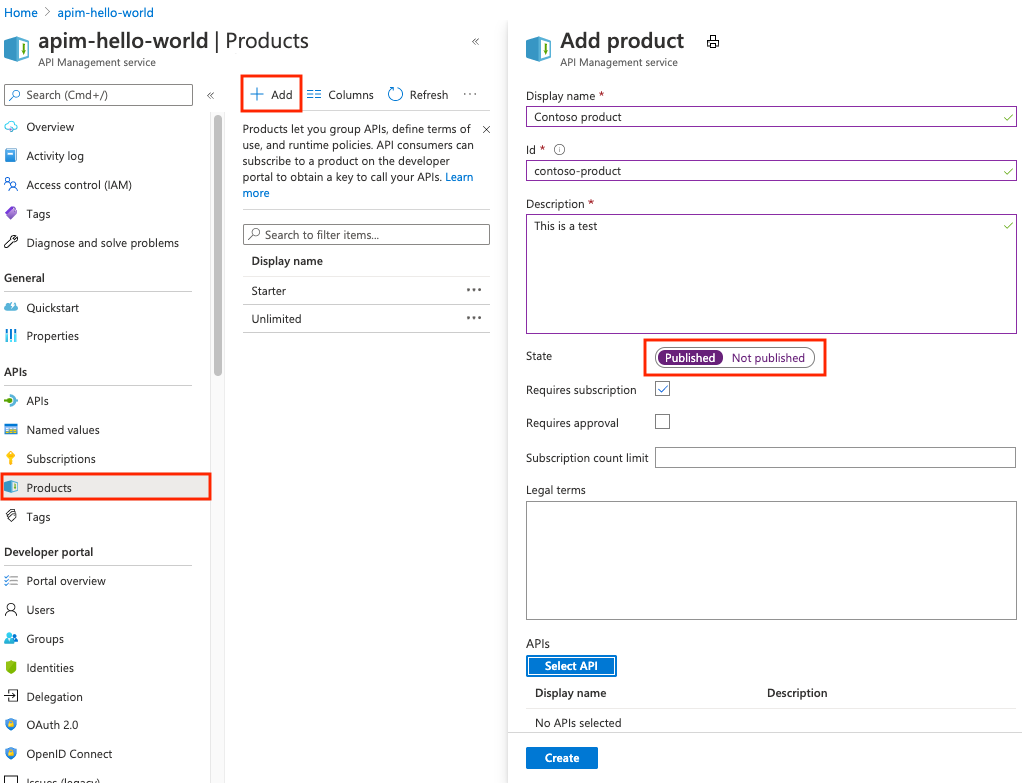 Home > apim-hello-world
apim-hello-world | Products
API Management service
«
Search (Cmd+/)
«
Overview
Activity log
Access control (IAM)
Tags
Diagnose and solve problems
General
Quickstart
Properties
APIs
APIs
Named values
Subscriptions
Products
Tags
Developer portal
Portal overview
Users
Groups
Identities
Delegation
OAuth 2.0
OpenID Connect
Issues (legacy)
+ Add Columns Refresh ...
Products let you group APIs, define terms of
use, and runtime policies. API consumers can
subscribe to a product on the developer
portal to obtain a key to call your APIs. Learn
more
Search to filter items...
Display name
Starter ...
Unlimited ...
Add product
API Management service
Display name *
Contoso product
Id *
contoso-product
Description *
This is a test
State Published Not published
Requires subscription
Requires approval
Subscription count limit
Legal terms
APIs
Select API
Display name Description
No APIs selected
Create